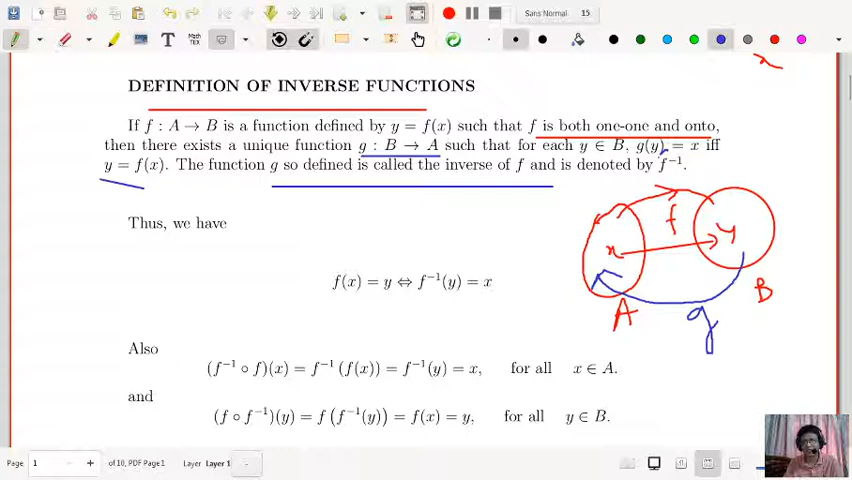 Sans Normal 15
Math TEX
x
DEFINITION OF INVERSE FUNCTIONS
If f : A → B is a function defined by y = f(x) such that f is both one-one and onto,
then there exists a unique function g : B → A such that for each y ∈ B, g(y) = x iff
y = f(x). The function g so defined is called the inverse of f and is denoted by f⁻¹.
Thus, we have
f(x) = y ⇔ f⁻¹(y) = x
f
x y
A B
g
Also
(f⁻¹ ∘ f)(x) = f⁻¹ (f(x)) = f⁻¹(y) = x, for all x ∈ A.
and
(f ∘ f⁻¹)(y) = f (f⁻¹(y)) = f(x) = y, for all y ∈ B.
Page 1 of 10, PDF Page1 Layer Layer 1